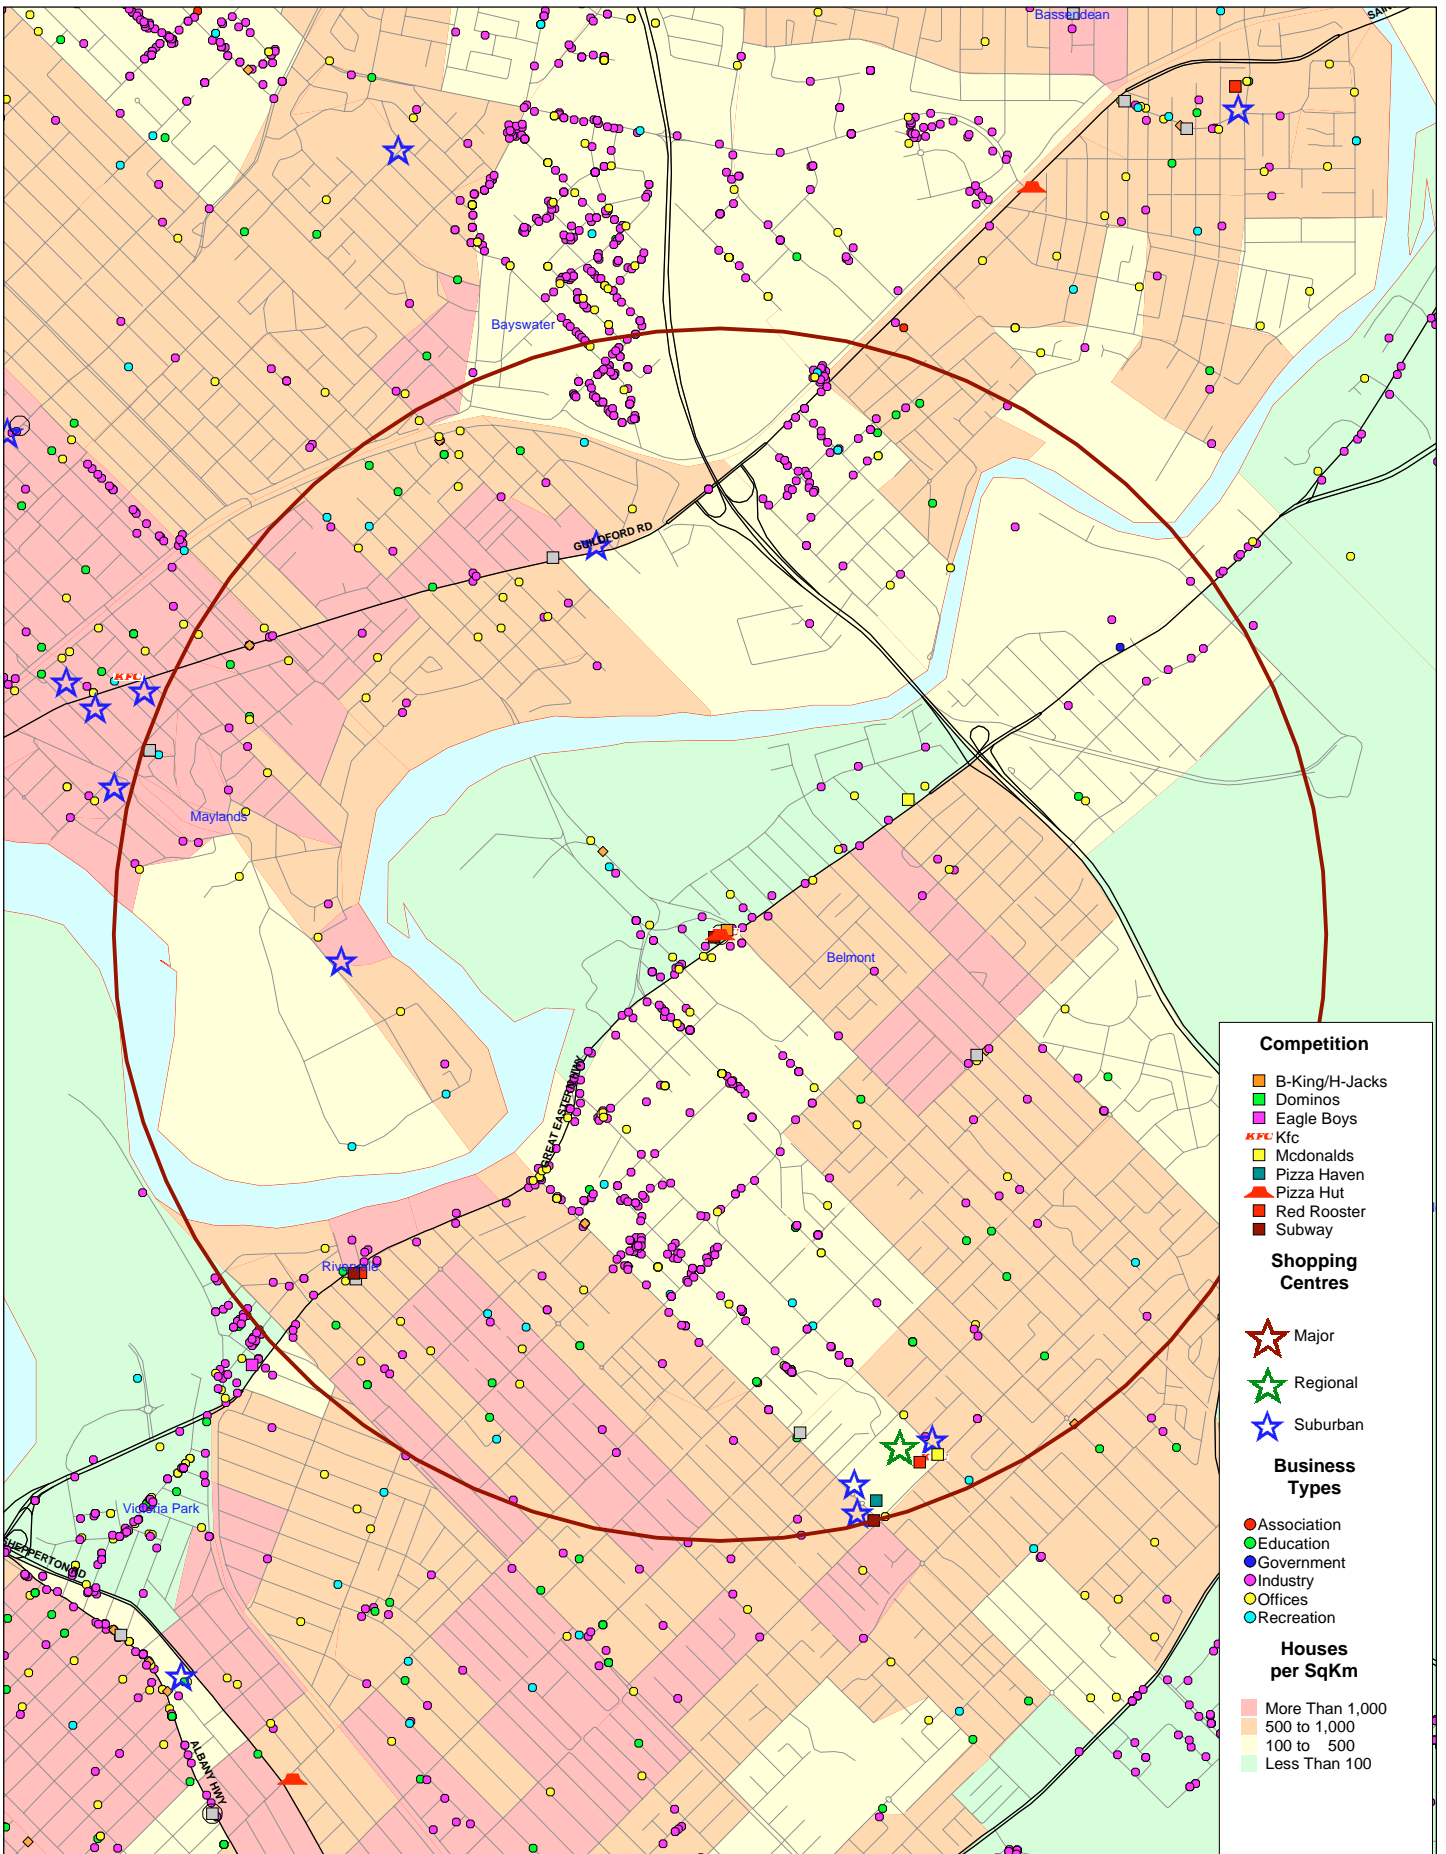 Bassendean
Bayswater
GUILDFORD RD
KFC
Maylands
Belmont
GREAT EASTERN HWY
Rivervale
Victoria Park
SHEPPERTON RD
ALBANY HWY
Competition
B-King/H-Jacks
Dominos
Eagle Boys
KFC Kfc
Mcdonalds
Pizza Haven
Pizza Hut
Red Rooster
Subway
Shopping
Centres
Major
Regional
Suburban
Business
Types
Association
Education
Government
Industry
Offices
Recreation
Houses
per SqKm
More Than 1,000
500 to 1,000
100 to 500
Less Than 100